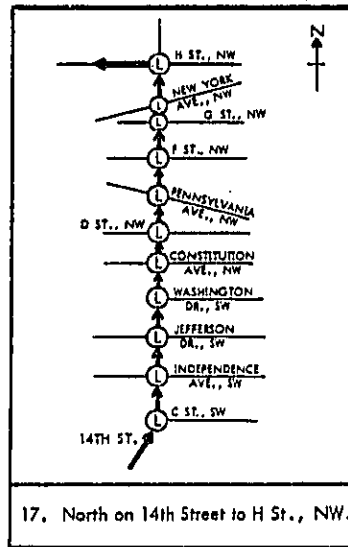 N
L H ST., NW
L NEW YORK
AVE., NW
L G ST., NW
L F ST., NW
L PENNSYLVANIA
AVE., NW
D ST., NW L
L CONSTITUTION
AVE., NW
L WASHINGTON
DR., SW
L JEFFERSON
DR., SW
L INDEPENDENCE
AVE., SW
L C ST., SW
14TH ST.
17. North on 14th Street to H St., NW.